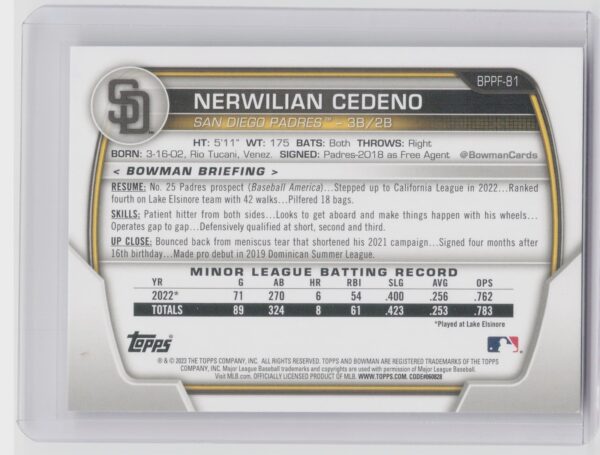 BPPF-81
SD
NERWILIAN CEDENO
SAN DIEGO PADRES™ - 3B/2B
HT: 5'11" WT: 175 BATS: Both THROWS: Right
BORN: 3-16-02, Rio Tucani, Venez. SIGNED: Padres-2018 as Free Agent @BowmanCards
< BOWMAN BRIEFING >
RESUME: No. 25 Padres prospect (Baseball America)...Stepped up to California League in 2022...Ranked
fourth on Lake Elsinore team with 42 walks...Pilfered 18 bags.
SKILLS: Patient hitter from both sides...Looks to get aboard and make things happen with his wheels...
Operates gap to gap...Defensively qualified at short, second and third.
UP CLOSE: Bounced back from meniscus tear that shortened his 2021 campaign...Signed four months after
16th birthday...Made pro debut in 2019 Dominican Summer League.
MINOR LEAGUE BATTING RECORD
YR G AB HR RBI SLG AVG OPS
2022* 71 270 6 54 .400 .256 .762
TOTALS 89 324 8 61 .423 .253 .783
*Played at Lake Elsinore
Topps
® & © 2023 THE TOPPS COMPANY, INC. ALL RIGHTS RESERVED. TOPPS AND BOWMAN ARE REGISTERED TRADEMARKS OF THE TOPPS
COMPANY, INC. Major League Baseball trademarks and copyrights are used with permission of Major League Baseball.
Visit MLB.com. OFFICIALLY LICENSED PRODUCT OF MLB. WWW.TOPPS.COM. CODE#060828